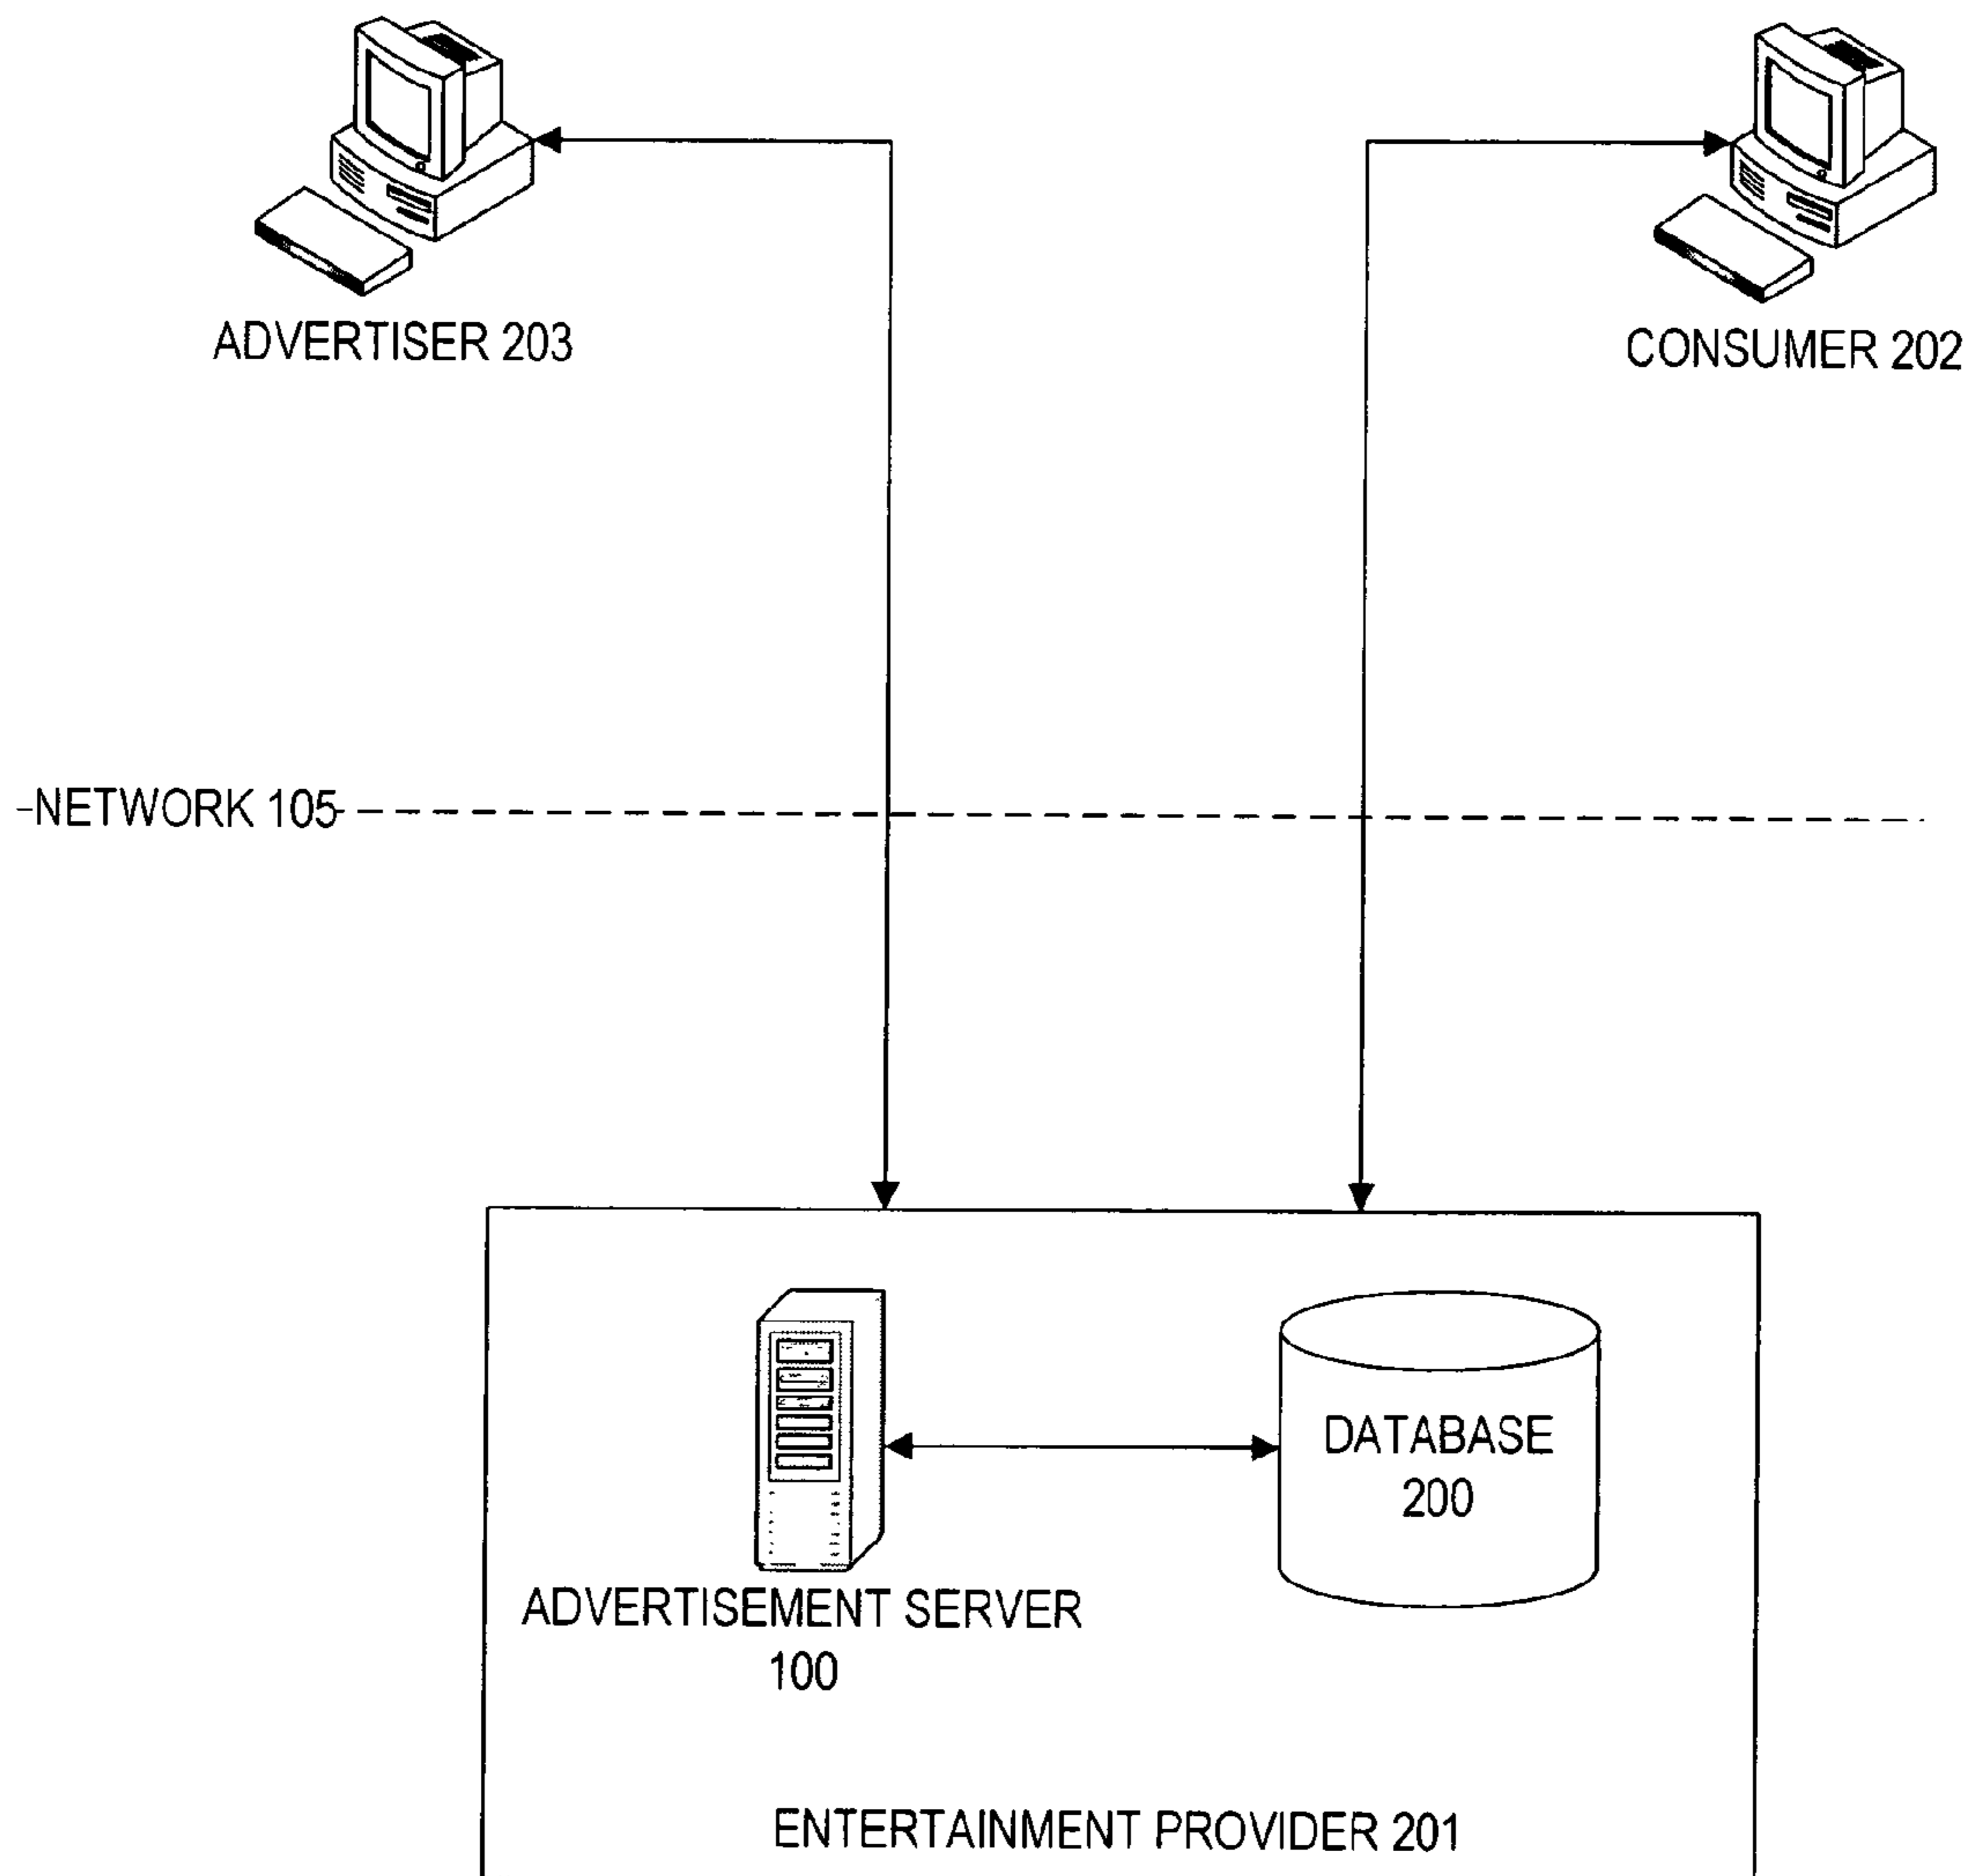 ADVERTISER 203
CONSUMER 202
NETWORK 105
DATABASE
200
ADVERTISEMENT SERVER
100
ENTERTAINMENT PROVIDER 201